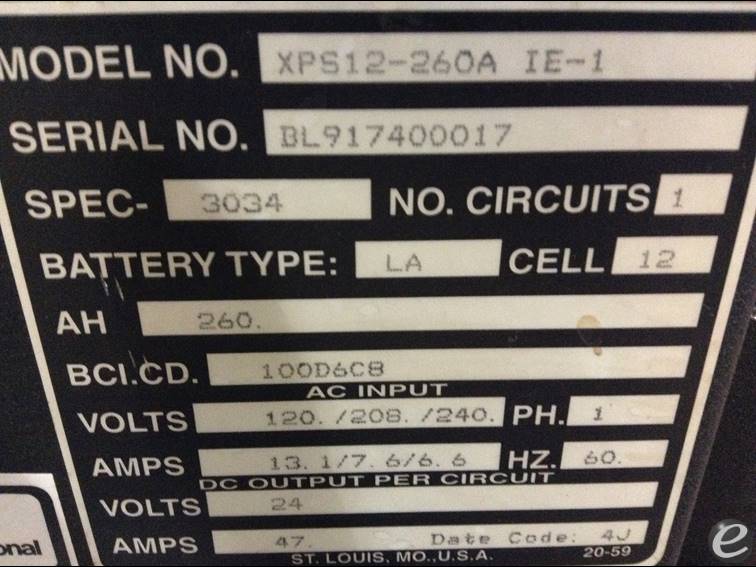 MODEL NO. XPS12-260A IE-1
SERIAL NO. BL917400017
SPEC- 3034 NO. CIRCUITS 1
BATTERY TYPE: LA CELL 12
AH 260.
BCI.CD. 100D6C8
AC INPUT
VOLTS 120. /208. /240. PH. 1
AMPS 13. 1/7. 6/6. 6 HZ. 60.
DC OUTPUT PER CIRCUIT
VOLTS 24
AMPS 47. Date Code: 4J
ST. LOUIS, MO., U.S.A. 20-59
onal
e